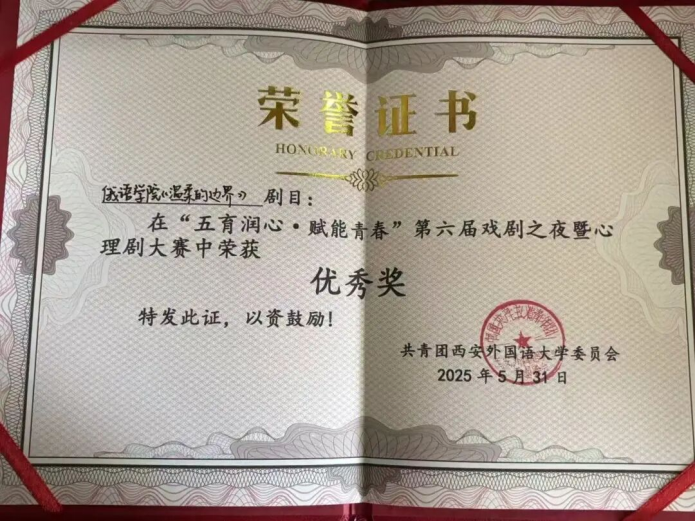 荣誉证书
HONORARY CREDENTIAL
俄语学院《温柔的边界》剧目：
在“五育润心·赋能青春”第六届戏剧之夜暨心
理剧大赛中荣获
优秀奖
特发此证，以资鼓励！
共青团西安外国语大学委员会
2025年5月31日